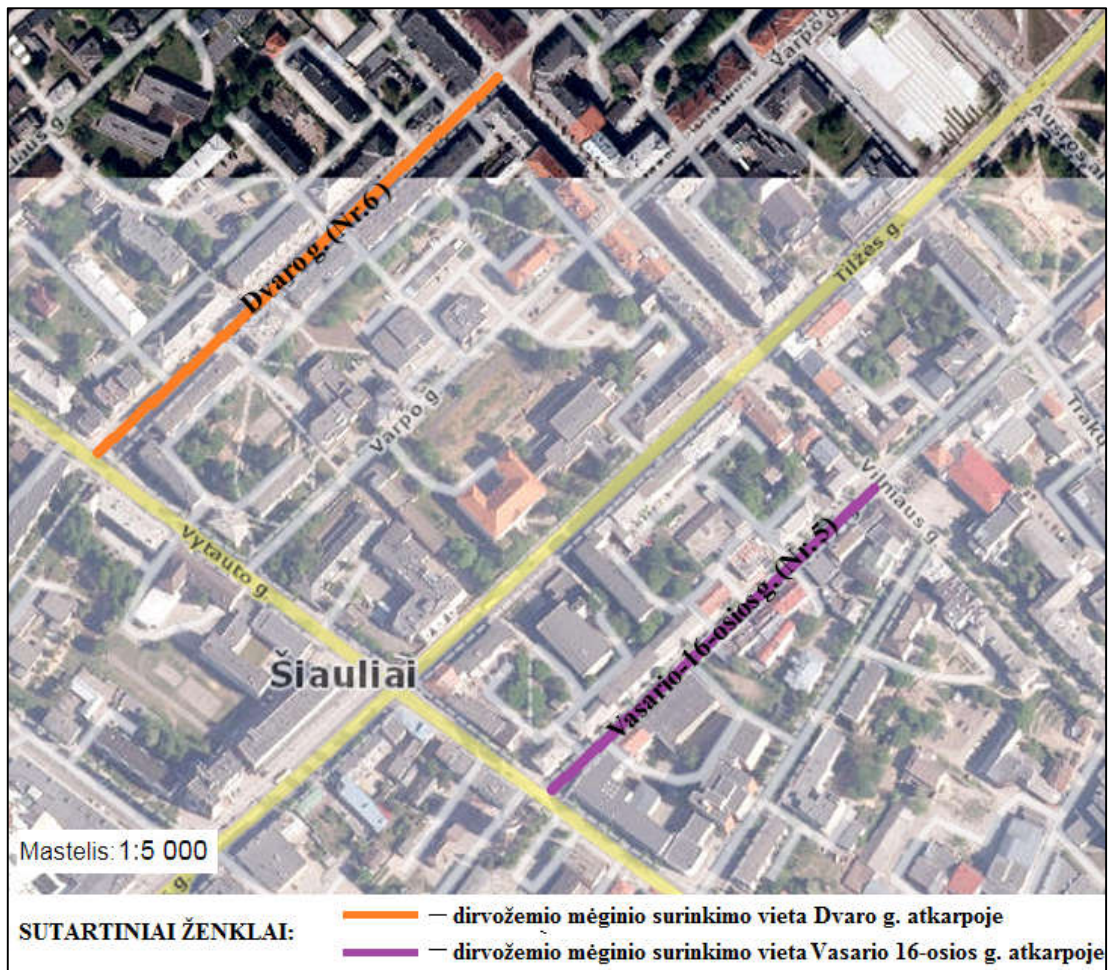 Varpo g.
Aušros al.
Dvaro g. (Nr.6 )
Tilžės g.
Varpo g.
Vilniaus g.
Vytauto g.
Vasario 16-osios g. (Nr. 5)
Šiauliai
Mastelis: 1:5 000
g.
SUTARTINIAI ŽENKLAI:
— dirvožemio mėginio surinkimo vieta Dvaro g. atkarpoje
— dirvožemio mėginio surinkimo vieta Vasario 16-osios g. atkarpoje